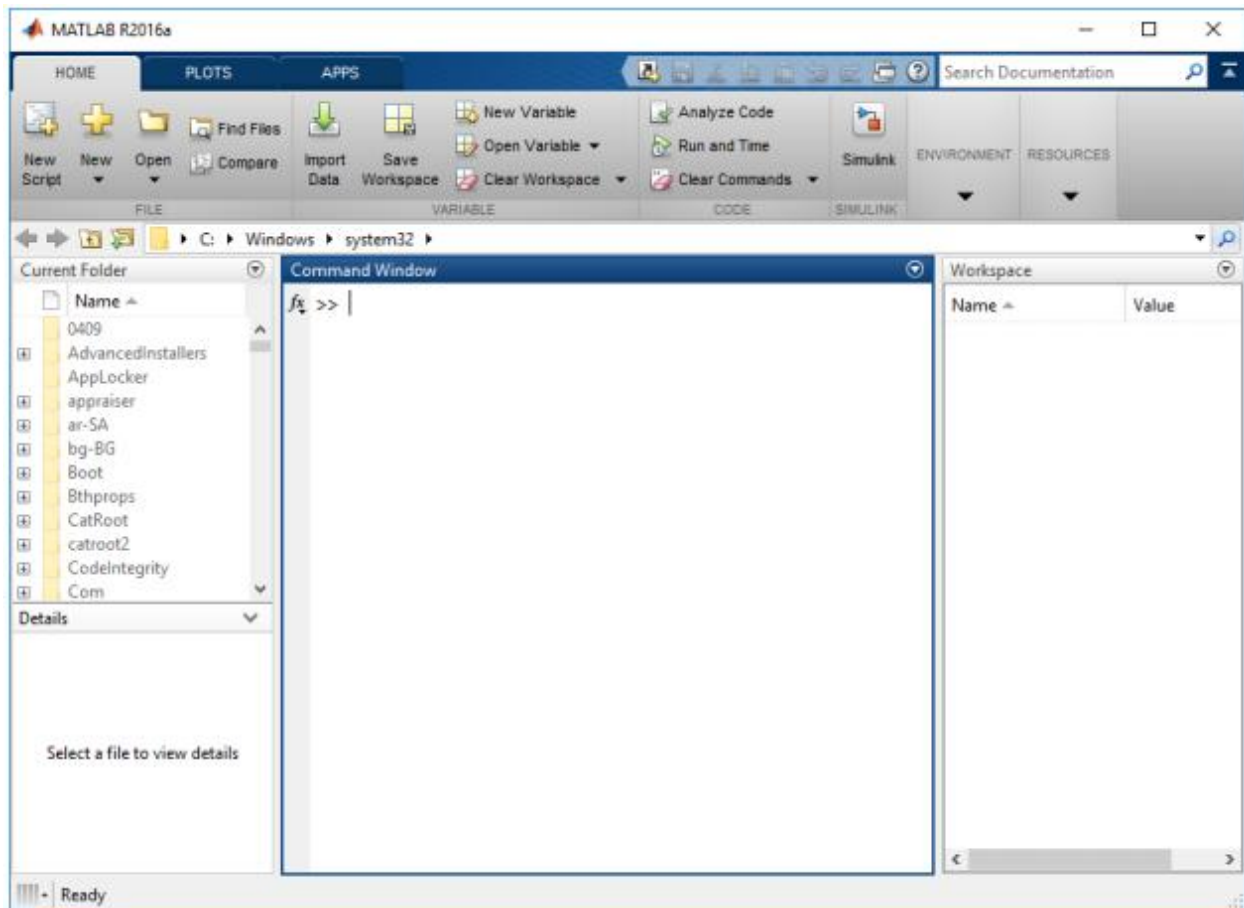 MATLAB R2016a
HOME PLOTS APPS Search Documentation
New Script
New
Open
Find Files
Compare
Import Data
Save Workspace
New Variable
Open Variable
Clear Workspace
Analyze Code
Run and Time
Clear Commands
Simulink
ENVIRONMENT
RESOURCES
FILE VARIABLE CODE SIMULINK
C: Windows system32
Current Folder
Name
0409
AdvancedInstallers
AppLocker
appraiser
ar-SA
bg-BG
Boot
Bthprops
CatRoot
catroot2
CodeIntegrity
Com
Details
Select a file to view details
Command Window
fx >>
Workspace
Name Value
Ready